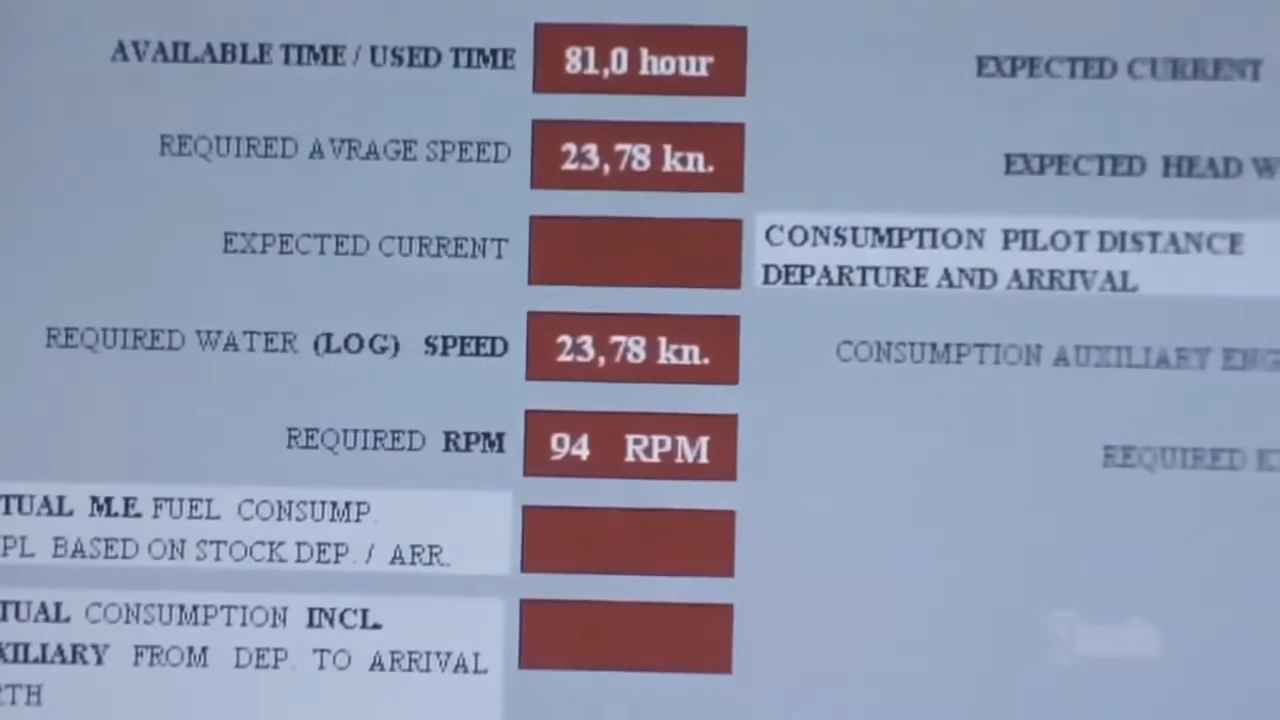 AVAILABLE TIME / USED TIME 81,0 hour
EXPECTED CURRENT
REQUIRED AVRAGE SPEED 23,78 kn.
EXPECTED HEAD
EXPECTED CURRENT
CONSUMPTION PILOT DISTANCE
DEPARTURE AND ARRIVAL
REQUIRED WATER (LOG) SPEED 23,78 kn.
CONSUMPTION AUXILIARY
REQUIRED RPM 94 RPM
REQUIRED
TUAL M.E. FUEL CONSUMP.
PL BASED ON STOCK DEP. / ARR.
TUAL CONSUMPTION INCL.
XILIARY FROM DEP. TO ARRIVAL
RTH